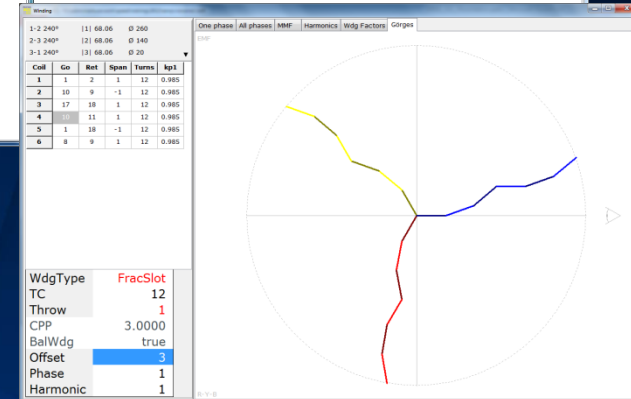 Winding
One phase All phases MMF Harmonics Wdg Factors Görges
1-2 240° |1| 68.06 Ø 260
2-3 240° |2| 68.06 Ø 140
3-1 240° |3| 68.06 Ø 20
EMF
Coil Go Ret Span Turns kp1
1 1 2 1 12 0.985
2 10 9 -1 12 0.985
3 17 18 1 12 0.985
4 10 11 1 12 0.985
5 1 18 -1 12 0.985
6 8 9 1 12 0.985
WdgType FracSlot
TC 12
Throw 1
CPP 3.0000
BalWdg true
Offset 3
Phase 1
Harmonic 1
R-Y-B